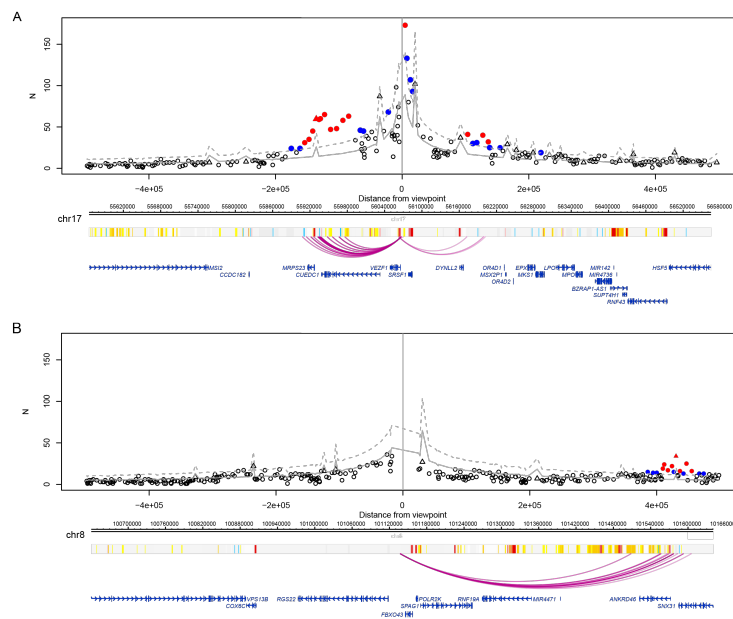 A
N
150
100
50
0
−4e+05 −2e+05 0 2e+05 4e+05
Distance from viewpoint
55620000 55680000 55740000 55800000 55860000 55920000 55980000 56040000 56100000 56160000 56220000 56280000 56340000 56400000 56460000 56520000 56580000
chr17
chr17
MSI2 MRPS23 VEZF1 DYNLL2 OR4D1 EPX LPO MIR142 HSF5
CCDC182 CUEDC1 SRSF1 MSX2P1 MKS1 MPO MIR4736
OR4D2 BZRAP1-AS1
SUPT4H1
RNF43
B
N
150
100
50
0
−4e+05 −2e+05 0 2e+05 4e+05
Distance from viewpoint
100700000 100760000 100820000 100880000 100940000 101000000 101060000 101120000 101180000 101240000 101300000 101360000 101420000 101480000 101540000 101600000 101660000
chr8
chr8
VPS13B RGS22 POLR2K RNF19A MIR4471 ANKRD46
COX6C SPAG1 SNX31
FBXO43